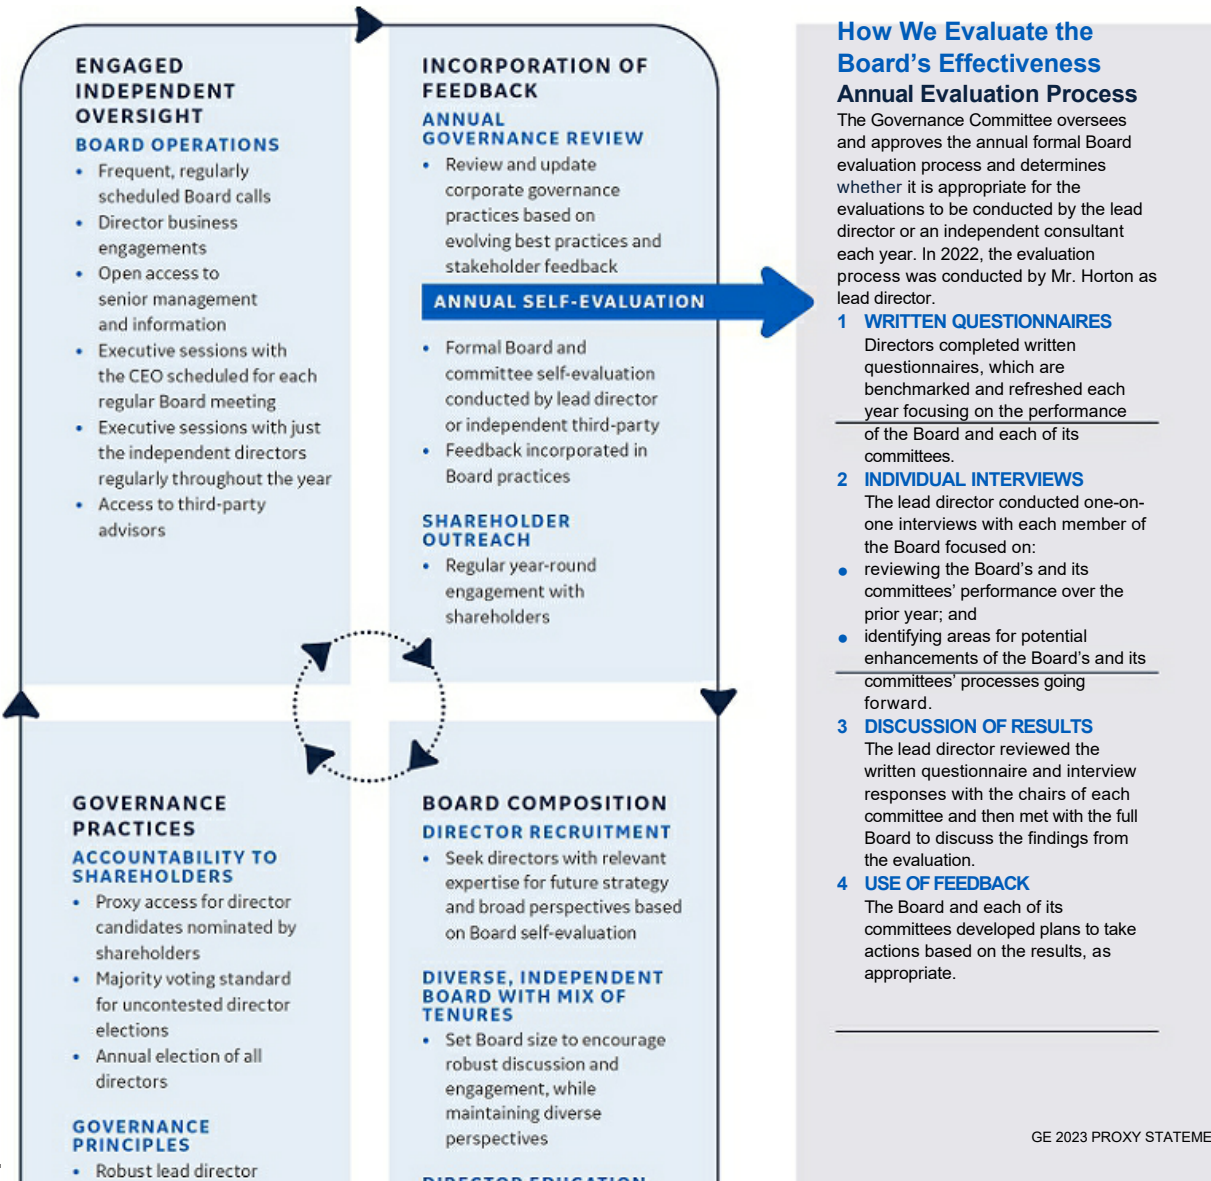 ENGAGED
INDEPENDENT
OVERSIGHT
BOARD OPERATIONS
• Frequent, regularly
scheduled Board calls
• Director business
engagements
• Open access to
senior management
and information
• Executive sessions with
the CEO scheduled for each
regular Board meeting
• Executive sessions with just
the independent directors
regularly throughout the year
• Access to third-party
advisors
INCORPORATION OF
FEEDBACK
ANNUAL
GOVERNANCE REVIEW
• Review and update
corporate governance
practices based on
evolving best practices and
stakeholder feedback
ANNUAL SELF-EVALUATION
• Formal Board and
committee self-evaluation
conducted by lead director
or independent third-party
• Feedback incorporated in
Board practices
SHAREHOLDER
OUTREACH
• Regular year-round
engagement with
shareholders
GOVERNANCE
PRACTICES
ACCOUNTABILITY TO
SHAREHOLDERS
• Proxy access for director
candidates nominated by
shareholders
• Majority voting standard
for uncontested director
elections
• Annual election of all
directors
GOVERNANCE
PRINCIPLES
• Robust lead director
BOARD COMPOSITION
DIRECTOR RECRUITMENT
• Seek directors with relevant
expertise for future strategy
and broad perspectives based
on Board self-evaluation
DIVERSE, INDEPENDENT
BOARD WITH MIX OF
TENURES
• Set Board size to encourage
robust discussion and
engagement, while
maintaining diverse
perspectives
DIRECTOR EDUCATION
How We Evaluate the
Board's Effectiveness
Annual Evaluation Process
The Governance Committee oversees
and approves the annual formal Board
evaluation process and determines
whether it is appropriate for the
evaluations to be conducted by the lead
director or an independent consultant
each year. In 2022, the evaluation
process was conducted by Mr. Horton as
lead director.
1 WRITTEN QUESTIONNAIRES
Directors completed written
questionnaires, which are
benchmarked and refreshed each
year focusing on the performance
of the Board and each of its
committees.
2 INDIVIDUAL INTERVIEWS
The lead director conducted one-on-
one interviews with each member of
the Board focused on:
• reviewing the Board's and its
committees' performance over the
prior year; and
• identifying areas for potential
enhancements of the Board's and its
committees' processes going
forward.
3 DISCUSSION OF RESULTS
The lead director reviewed the
written questionnaire and interview
responses with the chairs of each
committee and then met with the full
Board to discuss the findings from
the evaluation.
4 USE OF FEEDBACK
The Board and each of its
committees developed plans to take
actions based on the results, as
appropriate.
GE 2023 PROXY STATEME